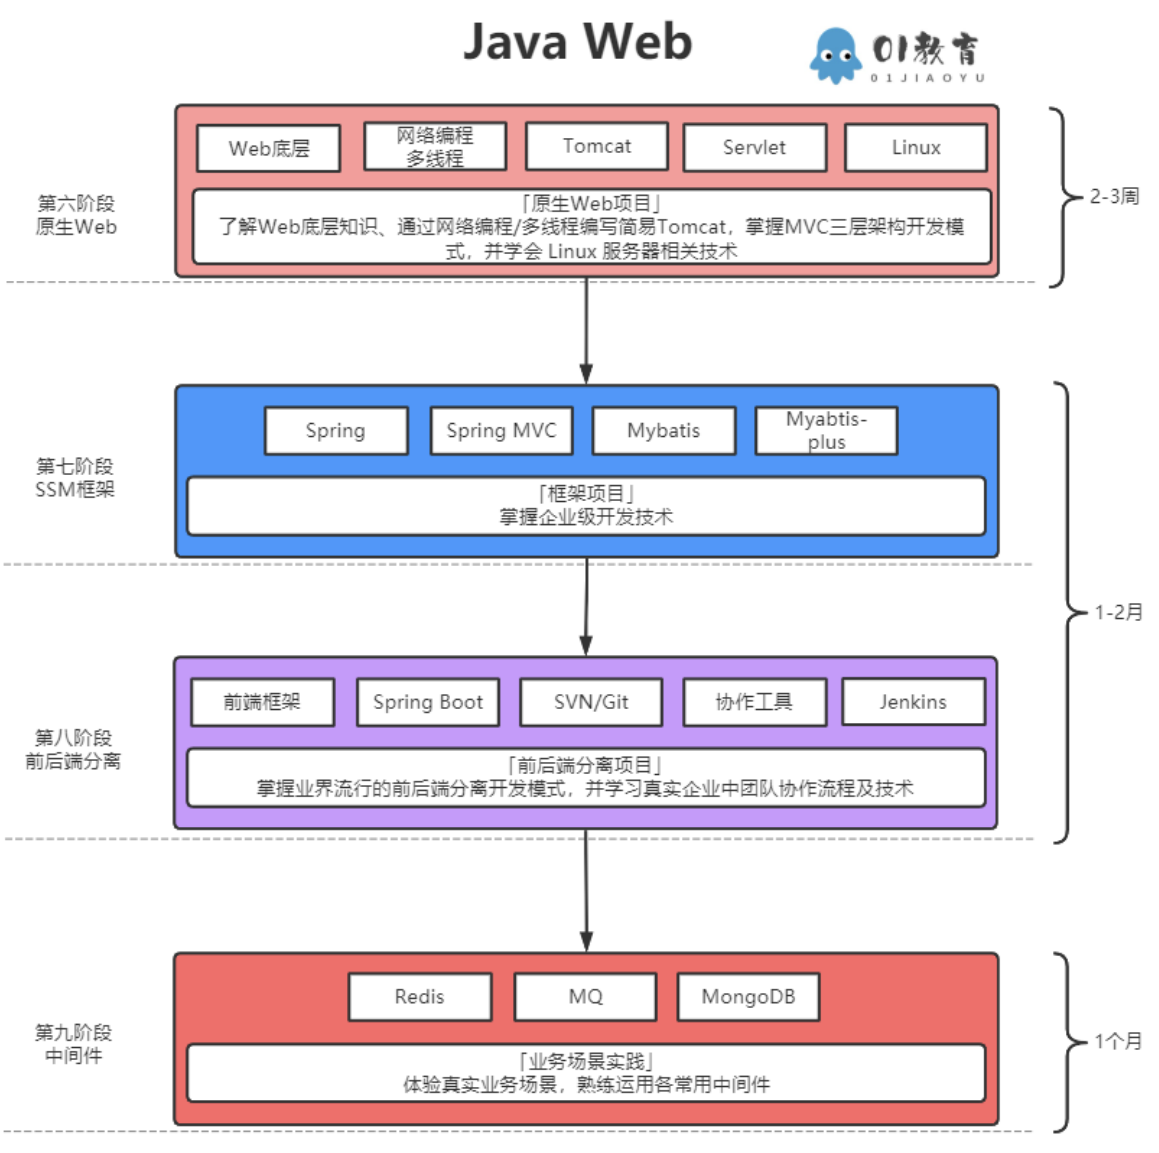 Java Web
01教育
01JIAOYU
Web底层
网络编程
多线程
Tomcat
Servlet
Linux
第六阶段
原生Web
「原生Web项目」
了解Web底层知识、通过网络编程/多线程编写简易Tomcat，掌握MVC三层架构开发模
式，并学会 Linux 服务器相关技术
2-3周
Spring
Spring MVC
Mybatis
Myabtis-
plus
第七阶段
SSM框架
「框架项目」
掌握企业级开发技术
1-2月
前端框架
Spring Boot
SVN/Git
协作工具
Jenkins
第八阶段
前后端分离
「前后端分离项目」
掌握业界流行的前后端分离开发模式，并学习真实企业中团队协作流程及技术
Redis
MQ
MongoDB
第九阶段
中间件
「业务场景实践」
体验真实业务场景，熟练运用各常用中间件
1个月